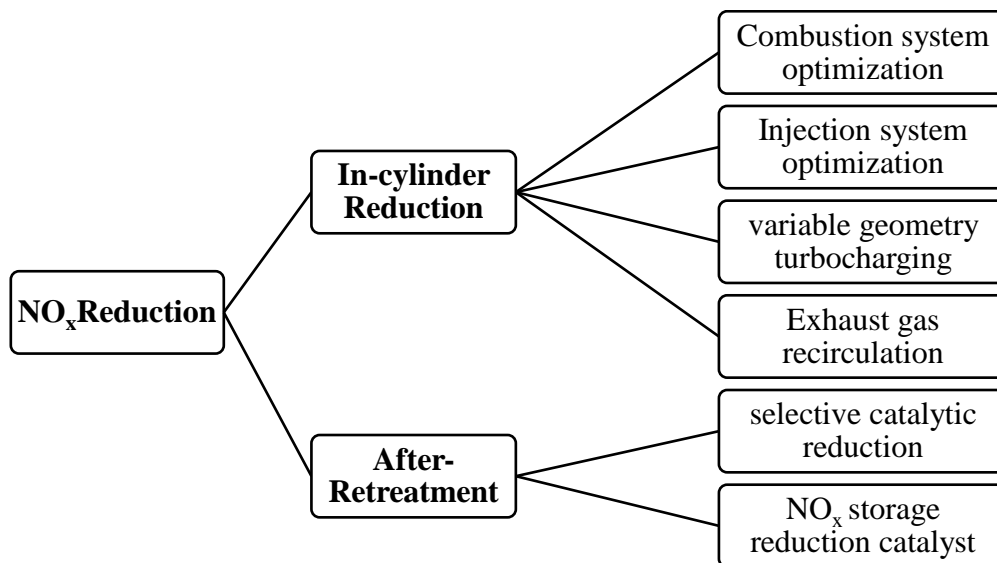 Combustion system
optimization
Injection system
optimization
In-cylinder
Reduction
variable geometry
turbocharging
NOxReduction
Exhaust gas
recirculation
selective catalytic
reduction
After-
Retreatment
NOx storage
reduction catalyst